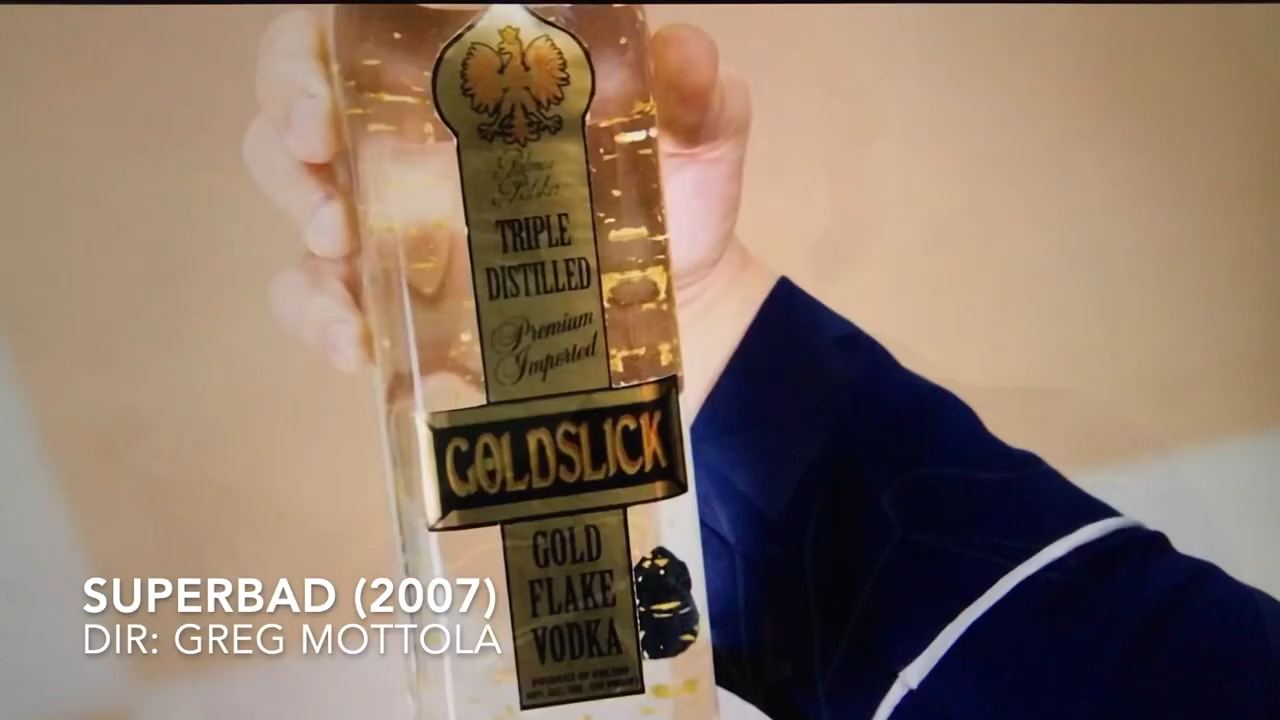 TRIPLE
DISTILLED
Premium
Imported
GOLDSLICK
GOLD
FLAKE
VODKA
SUPERBAD (2007)
DIR: GREG MOTTOLA